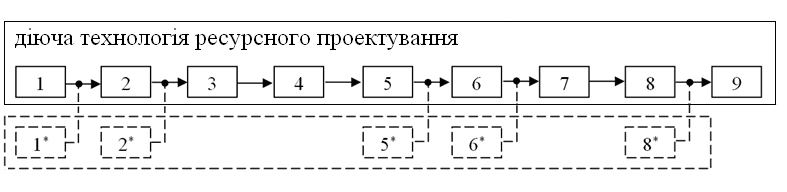 діюча технологія ресурсного проектування
1 2 3 4 5 6 7 8 9
1* 2* 5* 6* 8*